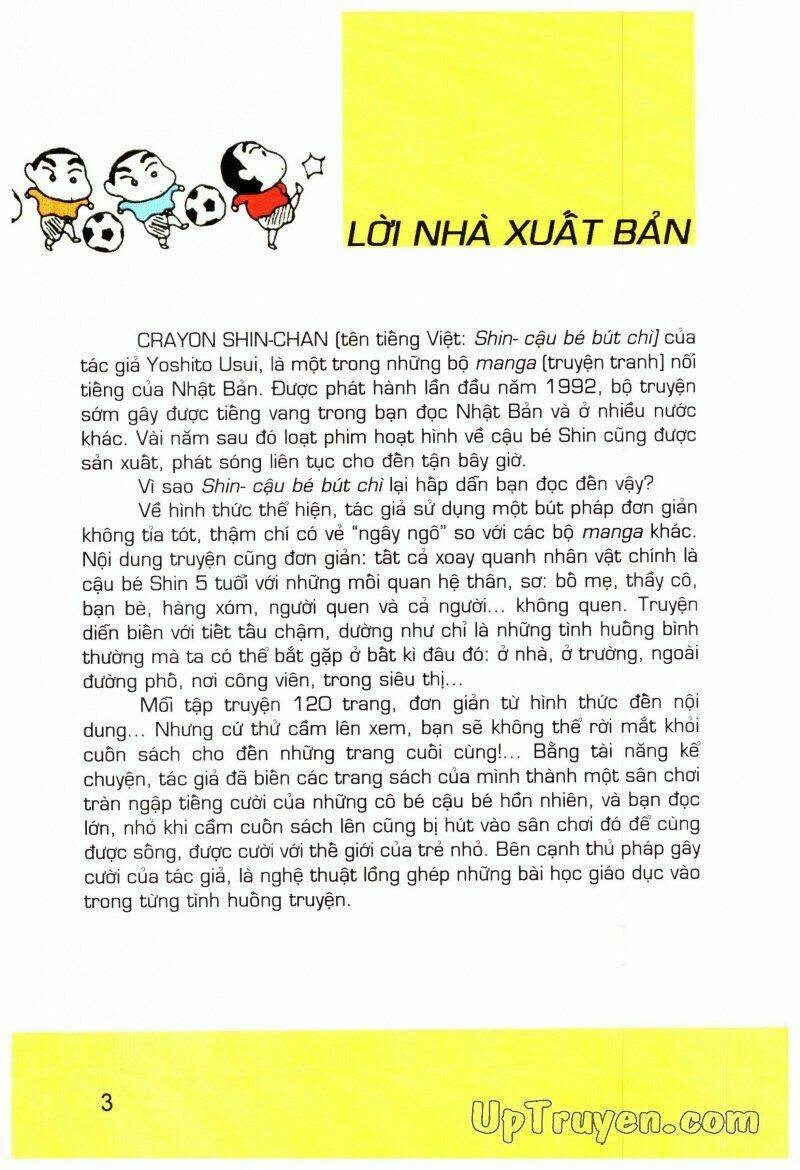 LỜI NHÀ XUẤT BẢN
CRAYON SHIN-CHAN (tên tiếng Việt: Shin- cậu bé bút chì) của
tác giả Yoshito Usui, là một trong những bộ manga (truyện tranh) nổi
tiếng của Nhật Bản. Được phát hành lần đầu năm 1992, bộ truyện
sớm gây được tiếng vang trong bạn đọc Nhật Bản và ở nhiều nước
khác. Vài năm sau đó loạt phim hoạt hình về cậu bé Shin cũng được
sản xuất, phát sóng liên tục cho đến tận bây giờ.
Vì sao Shin- cậu bé bút chì lại hấp dẫn bạn đọc đến vậy?
Về hình thức thể hiện, tác giả sử dụng một bút pháp đơn giản
không tỉa tót, thậm chí có vẻ "ngây ngô" so với các bộ manga khác.
Nội dung truyện cũng đơn giản: tất cả xoay quanh nhân vật chính là
cậu bé Shin 5 tuổi với những mối quan hệ thân, sơ: bố mẹ, thầy cô,
bạn bè, hàng xóm, người quen và cả người... không quen. Truyện
diễn biến với tiết tấu chậm, dường như chỉ là những tình huống bình
thường mà ta có thể bắt gặp ở bất kì đâu đó: ở nhà, ở trường, ngoài
đường phố, nơi công viên, trong siêu thị...
Mỗi tập truyện 120 trang, đơn giản từ hình thức đến nội
dung... Nhưng cứ thử cầm lên xem, bạn sẽ không thể rời mắt khỏi
cuốn sách cho đến những trang cuối cùng!... Bằng tài năng kể
chuyện, tác giả đã biến các trang sách của mình thành một sân chơi
tràn ngập tiếng cười của những cô bé cậu bé hồn nhiên, và bạn đọc
lớn, nhỏ khi cầm cuốn sách lên cũng bị hút vào sân chơi đó để cùng
được sống, được cười với thế giới của trẻ nhỏ. Bên cạnh thủ pháp gây
cười của tác giả, là nghệ thuật lồng ghép những bài học giáo dục vào
trong từng tình huống truyện.
3
UpTruyen.com